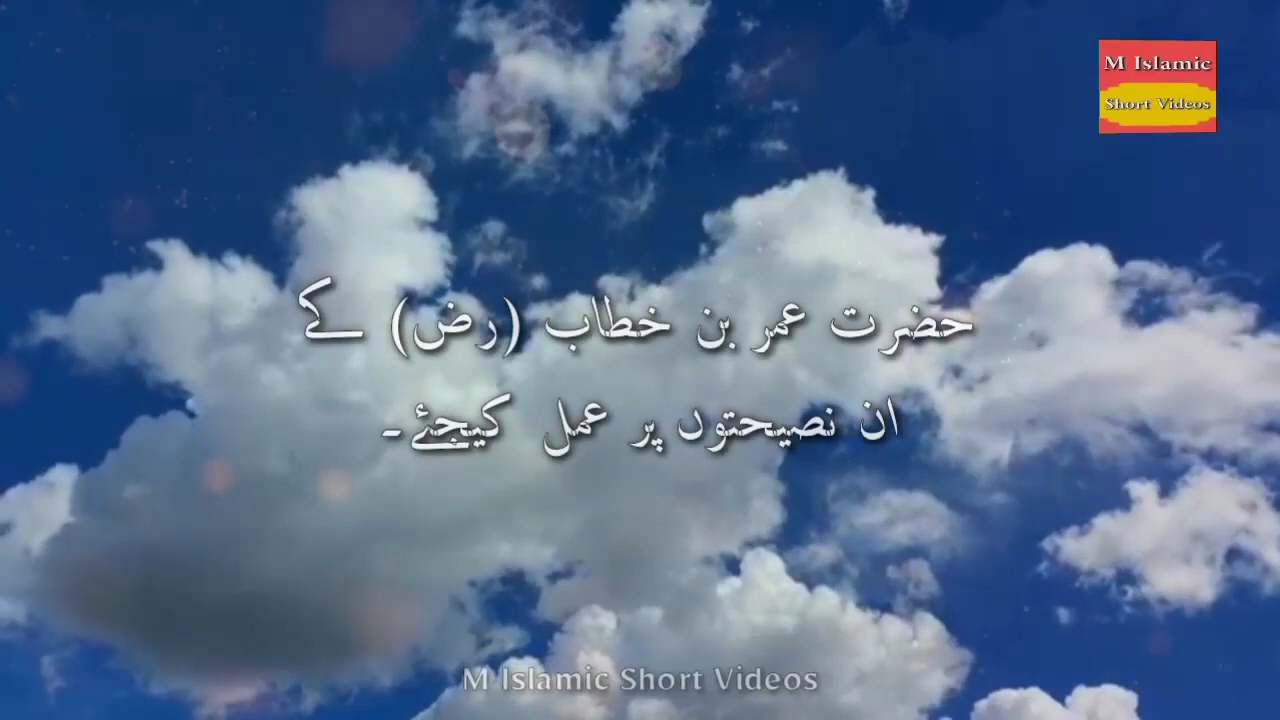 M Islamic
Short Videos
حضرت عمر بن خطاب (رض) کے
ان نصیحتوں پر عمل کیجئے۔
M Islamic Short Videos